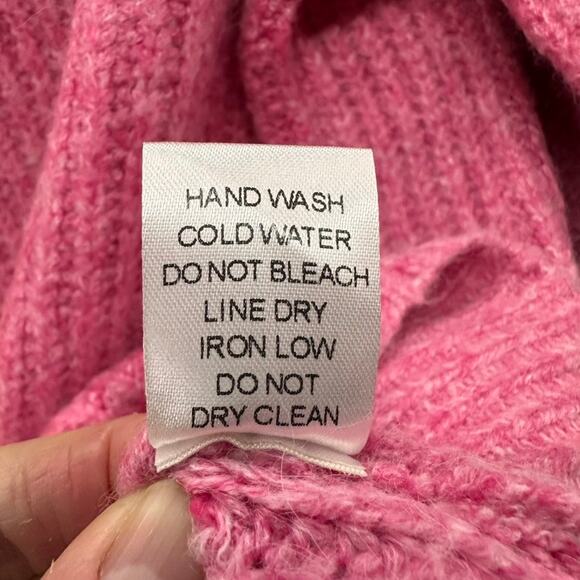 HAND WASH
COLD WATER
DO NOT BLEACH
LINE DRY
IRON LOW
DO NOT
DRY CLEAN